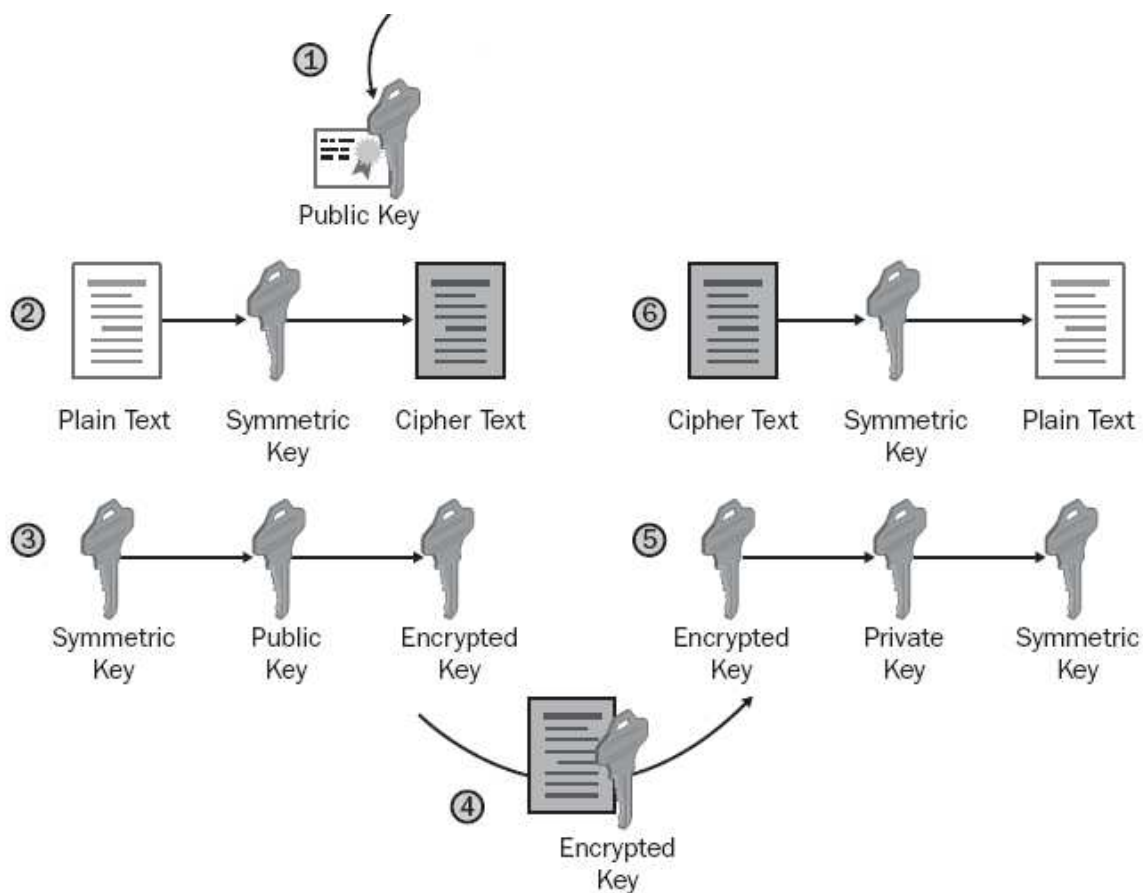 1
Public Key
2
6
Plain Text
Symmetric
Key
Cipher Text
Cipher Text
Symmetric
Key
Plain Text
3
5
Symmetric
Key
Public
Key
Encrypted
Key
Encrypted
Key
Private
Key
Symmetric
Key
4
Encrypted
Key